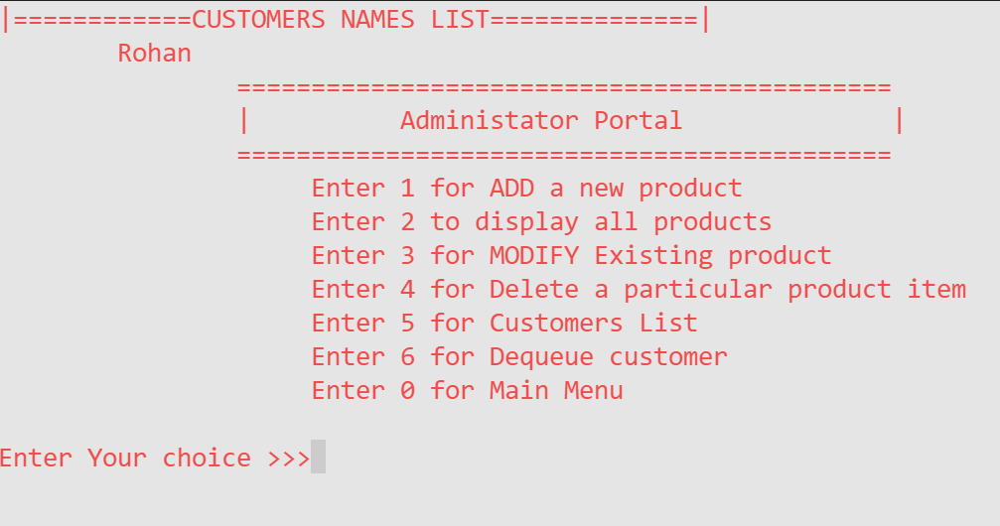 |============CUSTOMERS NAMES LIST==============|
Rohan
============================================
| Administator Portal |
============================================
Enter 1 for ADD a new product
Enter 2 to display all products
Enter 3 for MODIFY Existing product
Enter 4 for Delete a particular product item
Enter 5 for Customers List
Enter 6 for Dequeue customer
Enter 0 for Main Menu
Enter Your choice >>>